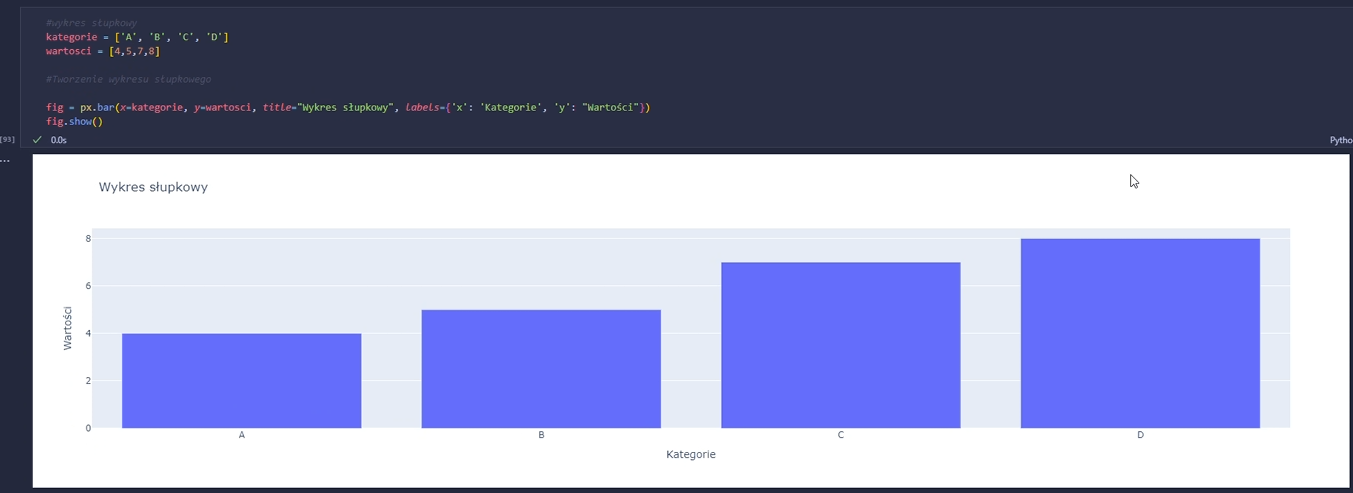 #wykres słupkowy
kategorie = ['A', 'B', 'C', 'D']
wartosci = [4,5,7,8]
#Tworzenie wykresu słupkowego
fig = px.bar(x=kategorie, y=wartosci, title="Wykres słupkowy", labels={'x': 'Kategorie', 'y': "Wartości"})
fig.show()
[93]
0.0s
Pytho
...
Wykres słupkowy
8
6
4
2
0
Wartości
A B C D
Kategorie